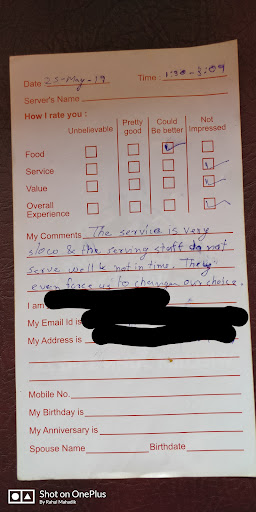 Date 25-May-19 Time: 1:30-3:09
Server's Name
How I rate you :
Unbelievable Pretty good Could Be better Not Impressed
Food
Service
Value
Overall Experience
My Comments The service is very
slow & the serving staff do not
serve well & not in time. They
even force us to change our choice.
I am
My Email Id is
My Address is
Mobile No.
My Birthday is
My Anniversary is
Spouse Name Birthdate
Shot on OnePlus
By Rahul Mahadik